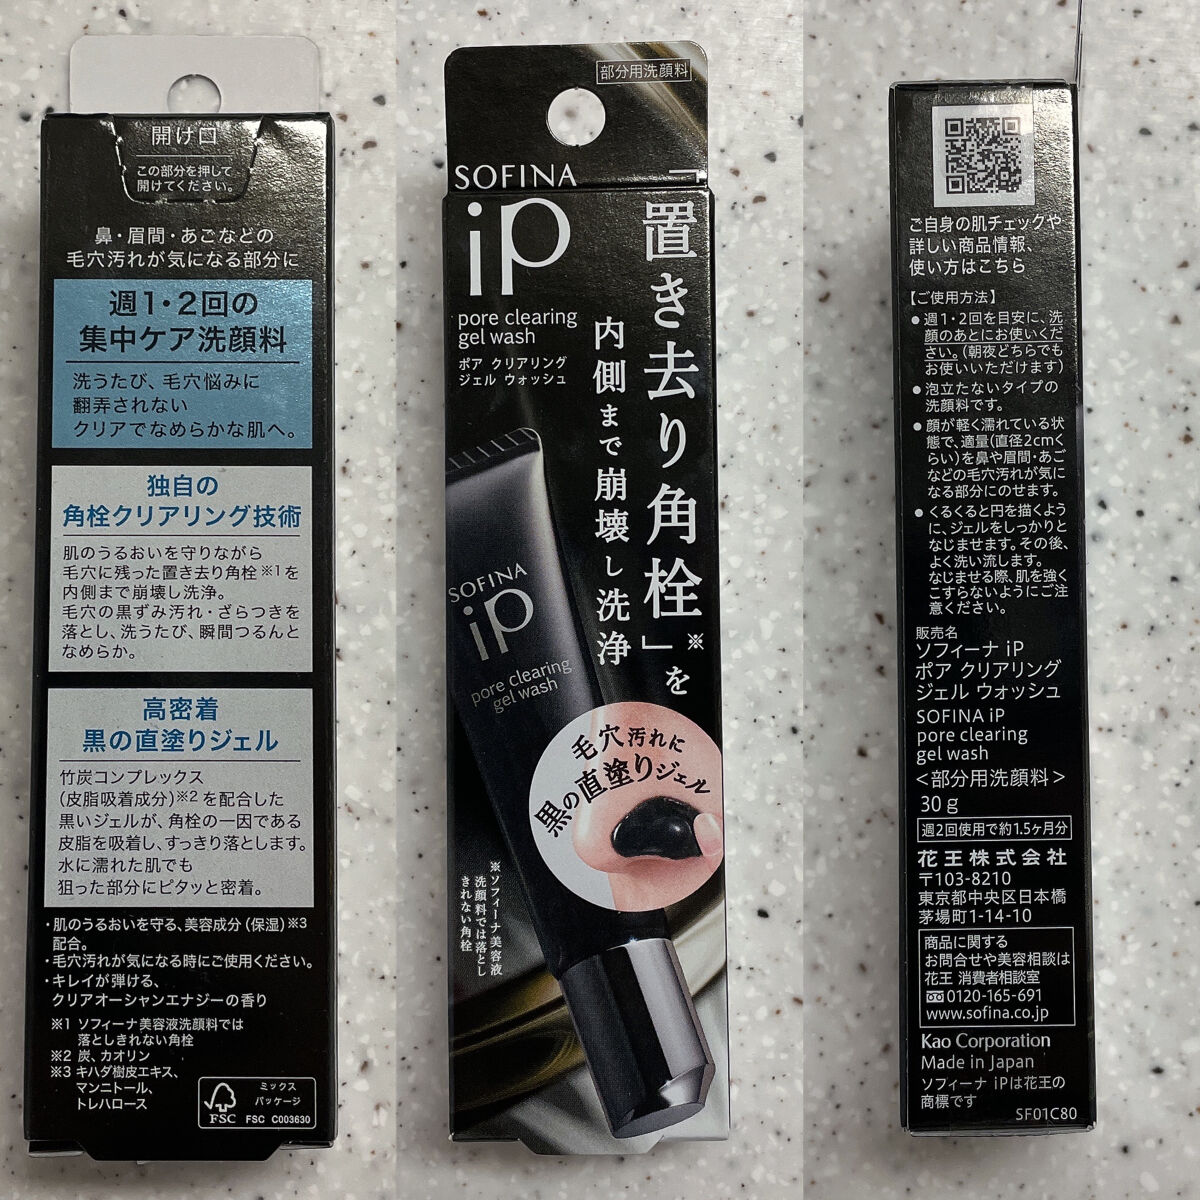 開け口
この部分を押して
開けてください。
鼻・眉間・あごなどの
毛穴汚れが気になる部分に
週1・2回の
集中ケア洗顔料
洗うたび、毛穴悩みに
翻弄されない
クリアでなめらかな肌へ。
独自の
角栓クリアリング技術
肌のうるおいを守りながら
毛穴に残った置き去り角栓※1を
内側まで崩壊し洗浄。
毛穴の黒ずみ汚れ・ざらつきを
落とし、洗うたび、瞬間つるんと
なめらか。
高密着
黒の直塗りジェル
竹炭コンプレックス
(皮脂吸着成分)※2を配合した
黒いジェルが、角栓の一因である
皮脂を吸着し、すっきり落とします。
水に濡れた肌でも
狙った部分にピタッと密着。
・肌のうるおいを守る、美容成分(保湿)※3
配合。
・毛穴汚れが気になる時にご使用ください。
・キレイが弾ける、
クリアオーシャンエナジーの香り
※1 ソフィーナ美容液洗顔料では
落としきれない角栓
※2 炭、カオリン
※3 キハダ樹皮エキス、
マンニトール、
トレハロース
ミックス
パッケージ
FSC FSC C003630
部分用洗顔料
SOFINA
iP
pore clearing
gel wash
ポア クリアリング
ジェル ウォッシュ
「置き去り角栓」※を
内側まで崩壊し洗浄
SOFINA
iP
pore clearing
gel wash
毛穴汚れに
黒の直塗りジェル
※ソフィーナ美容液
洗顔料では落とし
きれない角栓
ご自身の肌チェックや
詳しい商品情報、
使い方はこちら
【ご使用方法】
●週1・2回を目安に、洗
顔のあとにお使いくだ
さい。(朝夜どちらでも
お使いいただけます)
●泡立たないタイプの
洗顔料です。
●顔が軽く濡れている状
態で、適量(直径2cmく
らい)を鼻や眉間・あご
などの毛穴汚れが気に
なる部分にのせます。
●くるくると円を描くよう
に、ジェルをしっかりと
なじませます。その後、
よく洗い流します。
なじませる際、肌を強く
こすらないようにご注
意ください。
販売名
ソフィーナ iP
ポア クリアリング
ジェル ウォッシュ
SOFINA iP
pore clearing
gel wash
<部分用洗顔料>
30g
週2回使用で約1.5ヶ月分
花王株式会社
〒103-8210
東京都中央区日本橋
茅場町1-14-10
商品に関する
お問合せや美容相談は
花王 消費者相談室
0120-165-691
www.sofina.co.jp
Kao Corporation
Made in Japan
ソフィーナ iPは花王の
商標です
SF01C80